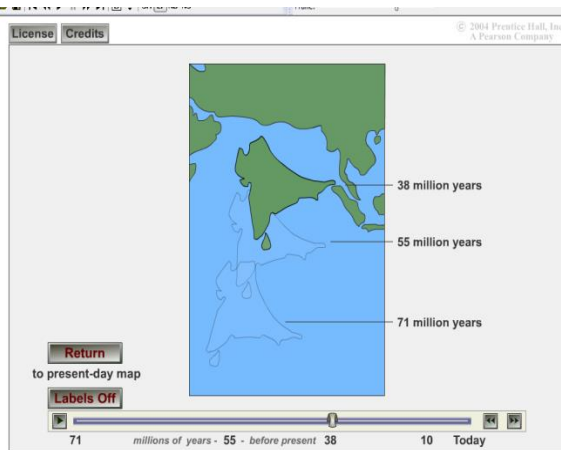 License Credits
© 2004 Prentice Hall, Inc
A Pearson Company
38 million years
55 million years
71 million years
Return
to present-day map
Labels Off
71 millions of years - 55 - before present 38 10 Today